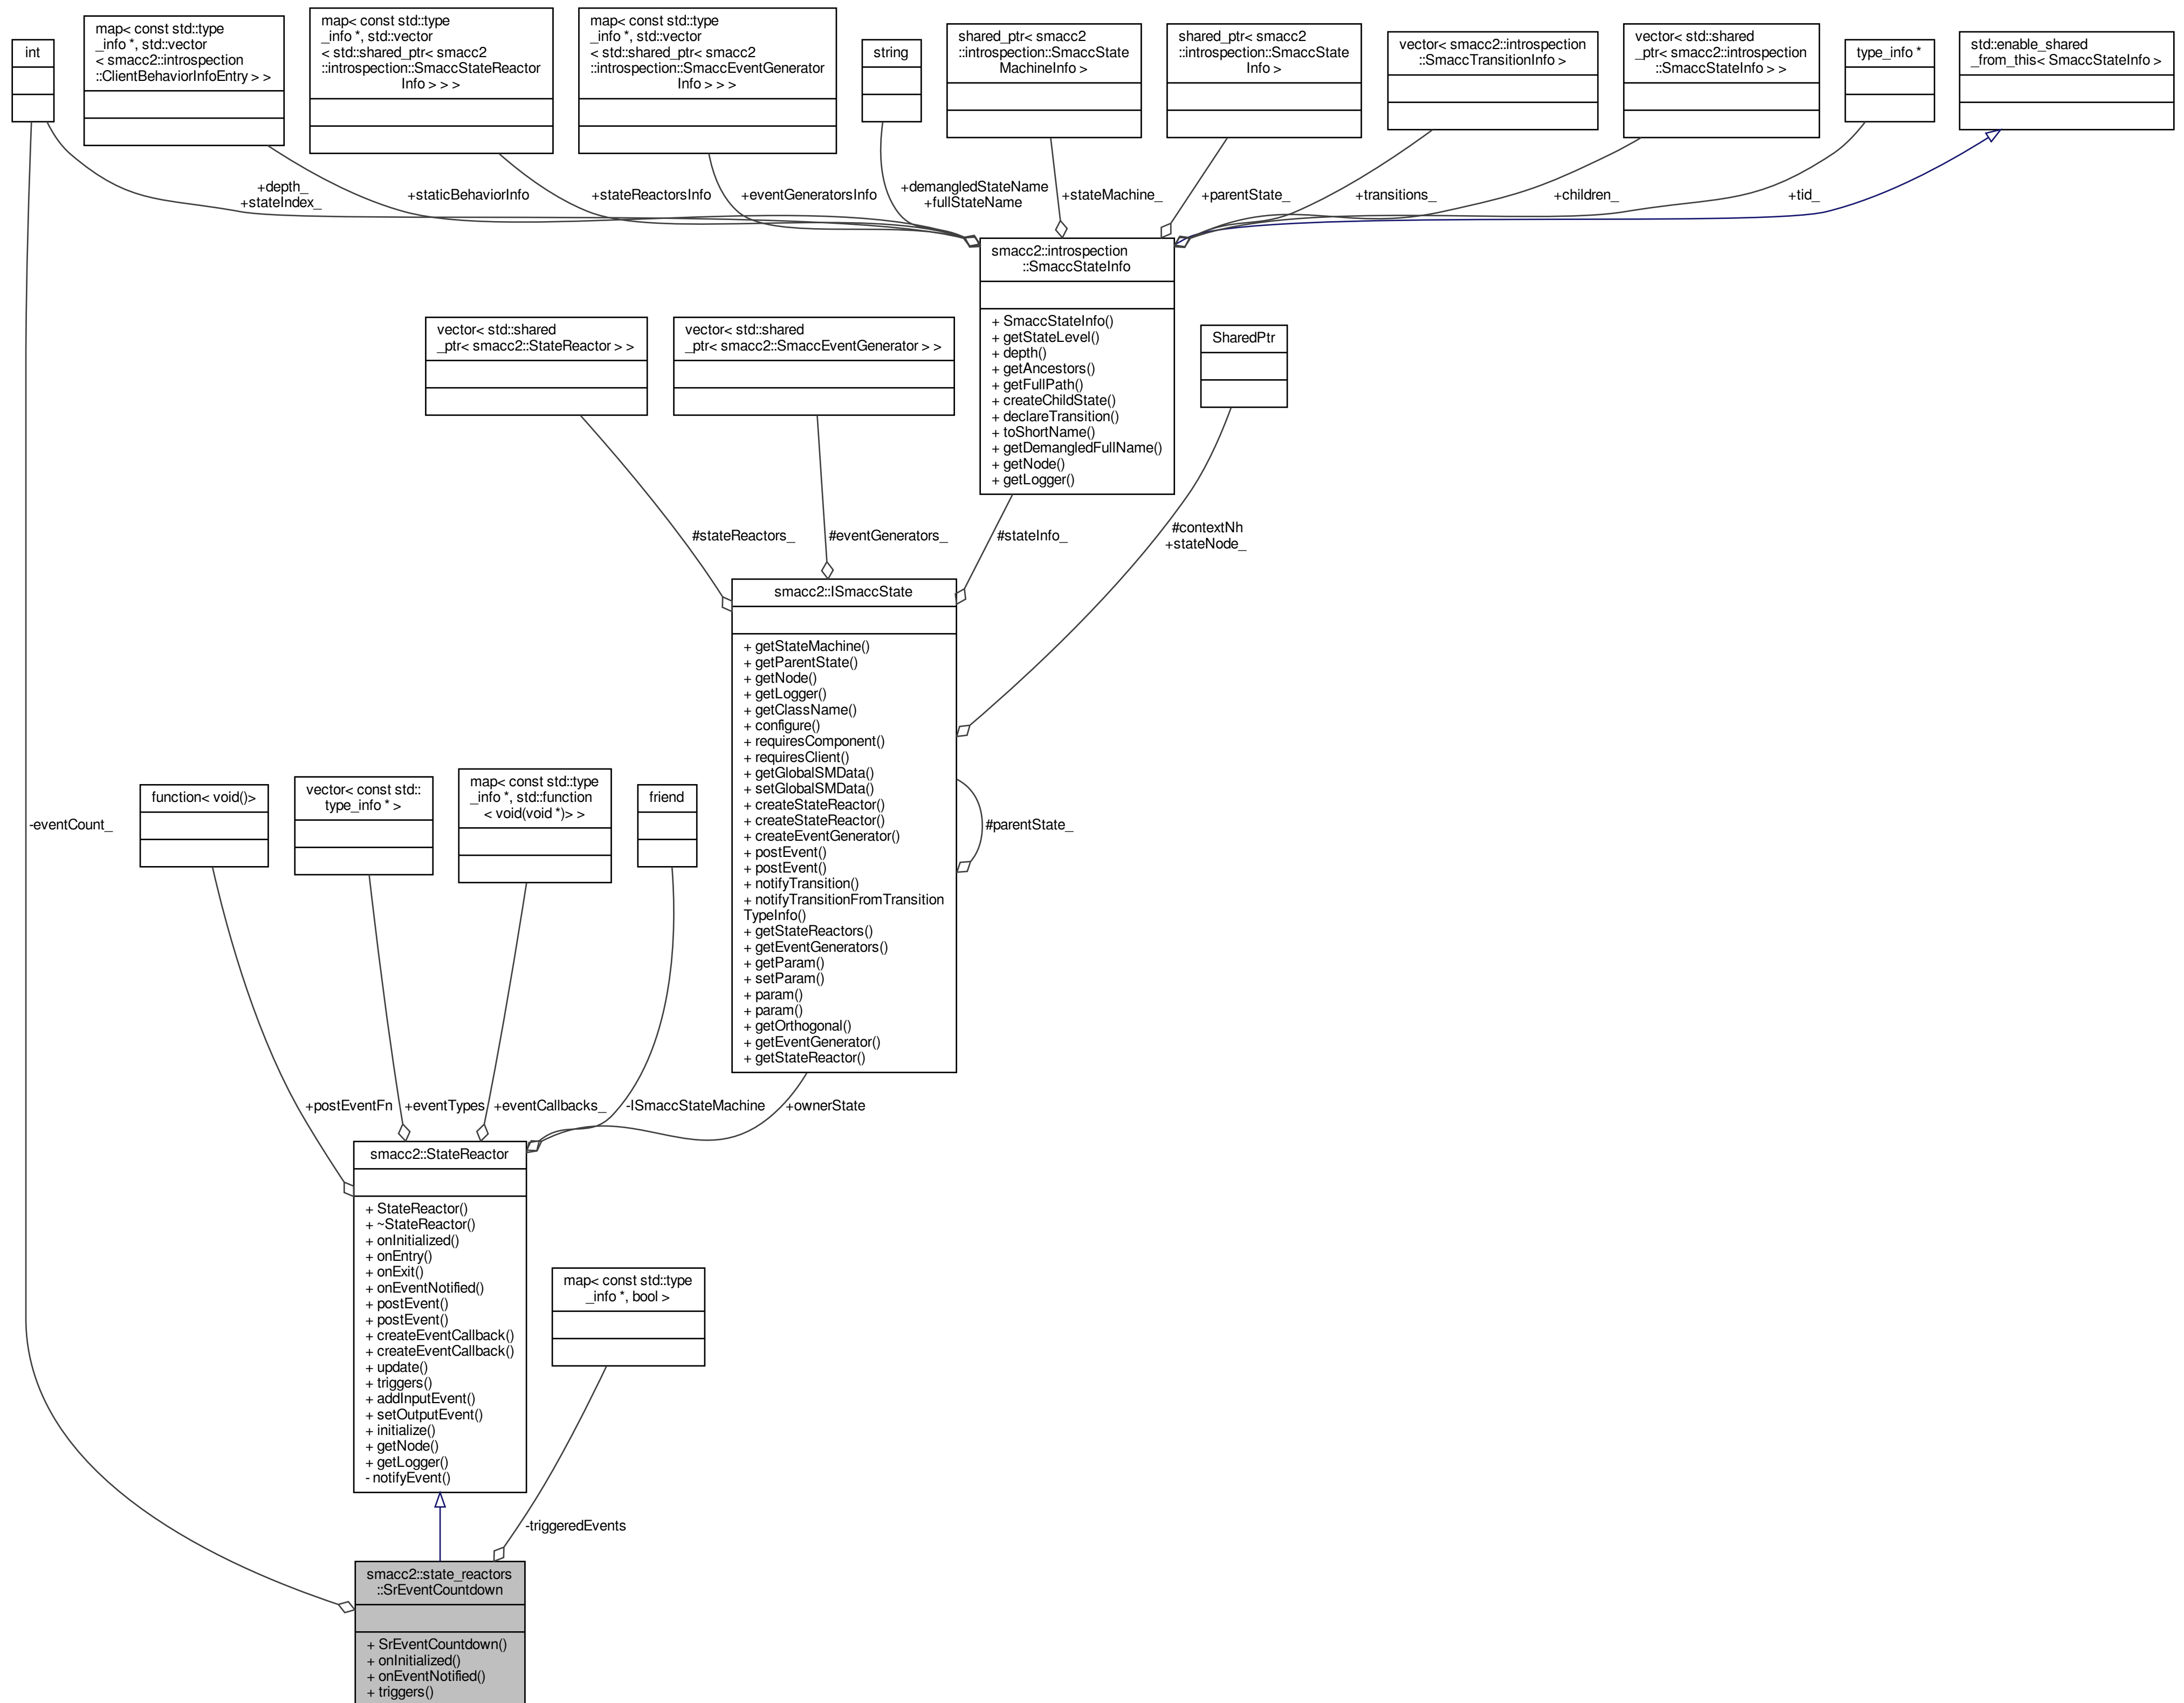 int
map< const std::type
_info *, std::vector
< smacc2::introspection
::ClientBehaviorInfoEntry > >
map< const std::type
_info *, std::vector
< std::shared_ptr< smacc2
::introspection::SmaccStateReactor
Info > > >
map< const std::type
_info *, std::vector
< std::shared_ptr< smacc2
::introspection::SmaccEventGenerator
Info > > >
string
shared_ptr< smacc2
::introspection::SmaccState
MachineInfo >
shared_ptr< smacc2
::introspection::SmaccState
Info >
vector< smacc2::introspection
::SmaccTransitionInfo >
vector< std::shared
_ptr< smacc2::introspection
::SmaccStateInfo > >
type_info *
std::enable_shared
_from_this< SmaccStateInfo >
+depth_
+stateIndex_
+staticBehaviorInfo
+stateReactorsInfo
+eventGeneratorsInfo
+demangledStateName
+fullStateName
+stateMachine_
+parentState_
+transitions_
+children_
+tid_
smacc2::introspection
::SmaccStateInfo
+ SmaccStateInfo()
+ getStateLevel()
+ depth()
+ getAncestors()
+ getFullPath()
+ createChildState()
+ declareTransition()
+ toShortName()
+ getDemangledFullName()
+ getNode()
+ getLogger()
vector< std::shared
_ptr< smacc2::StateReactor > >
vector< std::shared
_ptr< smacc2::SmaccEventGenerator > >
SharedPtr
#stateReactors_
#eventGenerators_
#stateInfo_
#contextNh
+stateNode_
smacc2::ISmaccState
+ getStateMachine()
+ getParentState()
+ getNode()
+ getLogger()
+ getClassName()
+ configure()
+ requiresComponent()
+ requiresClient()
+ getGlobalSMData()
+ setGlobalSMData()
+ createStateReactor()
+ createStateReactor()
+ createEventGenerator()
+ postEvent()
+ postEvent()
+ notifyTransition()
+ notifyTransitionFromTransition
TypeInfo()
+ getStateReactors()
+ getEventGenerators()
+ getParam()
+ setParam()
+ param()
+ param()
+ getOrthogonal()
+ getEventGenerator()
+ getStateReactor()
#parentState_
-eventCount_
function< void()>
vector< const std::
type_info * >
map< const std::type
_info *, std::function
< void(void *)> >
friend
+postEventFn
+eventTypes
+eventCallbacks_
-ISmaccStateMachine
+ownerState
smacc2::StateReactor
+ StateReactor()
+ ~StateReactor()
+ onInitialized()
+ onEntry()
+ onExit()
+ onEventNotified()
+ postEvent()
+ postEvent()
+ createEventCallback()
+ createEventCallback()
+ update()
+ triggers()
+ addInputEvent()
+ setOutputEvent()
+ initialize()
+ getNode()
+ getLogger()
- notifyEvent()
map< const std::type
_info *, bool >
-triggeredEvents
smacc2::state_reactors
::SrEventCountdown
+ SrEventCountdown()
+ onInitialized()
+ onEventNotified()
+ triggers()